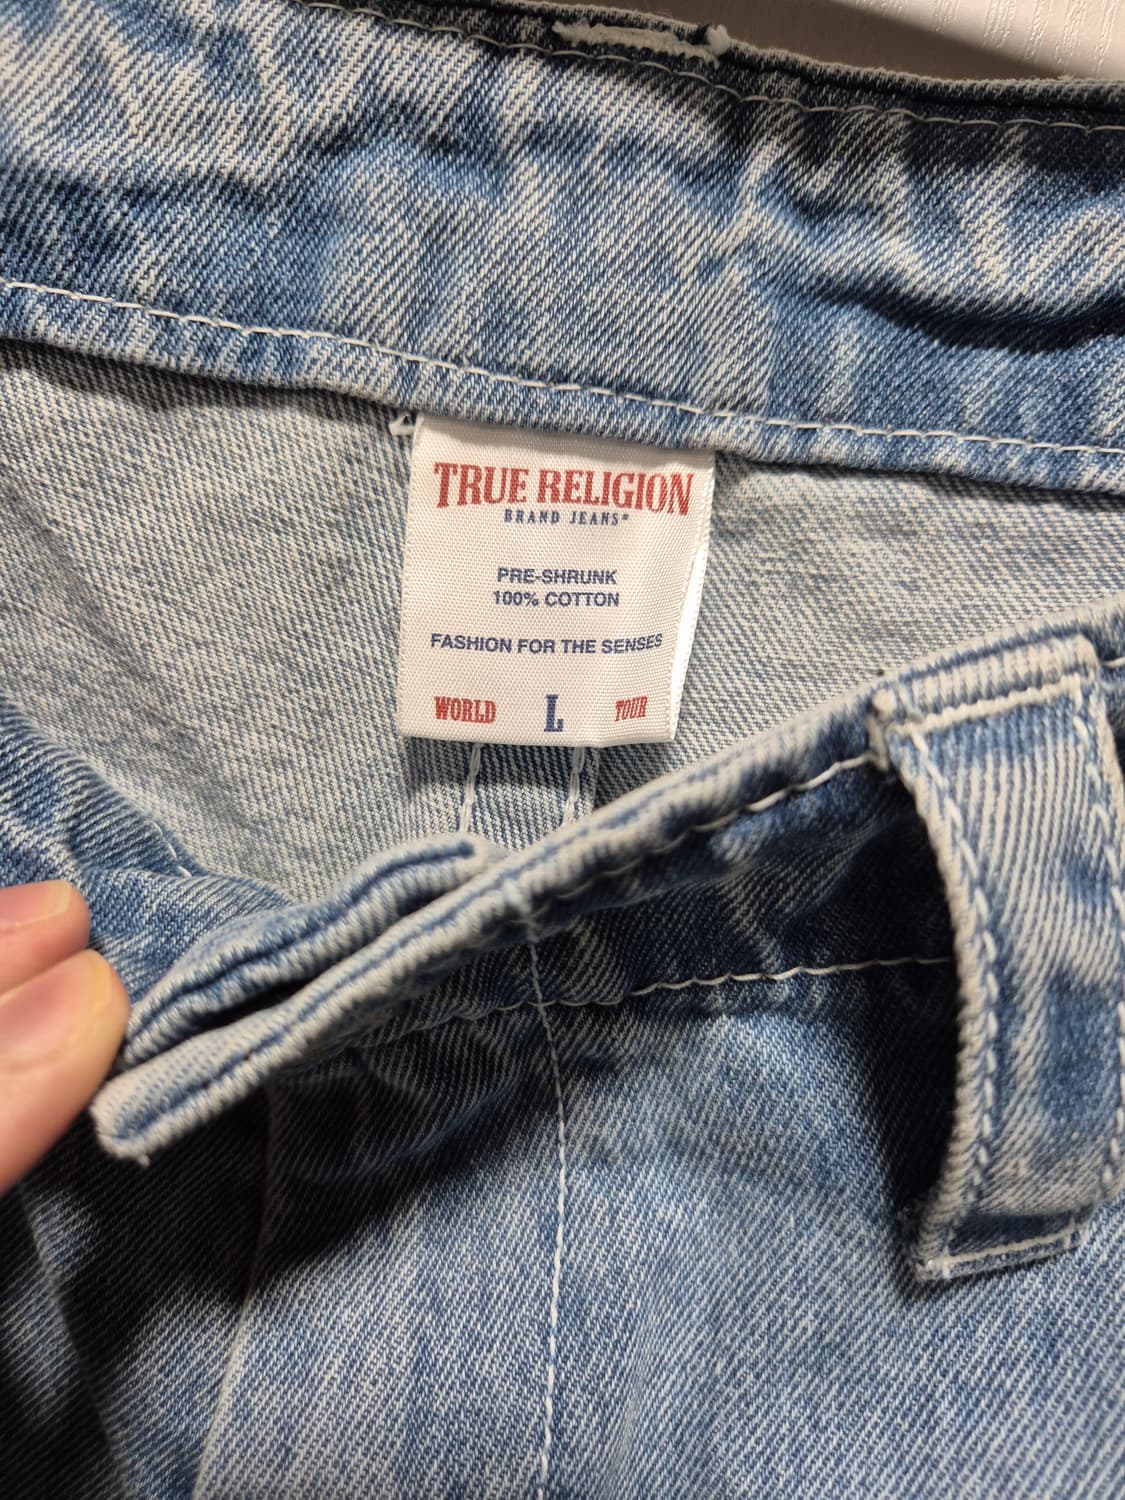 TRUE RELIGION
BRAND JEANS®
PRE-SHRUNK
100% COTTON
FASHION FOR THE SENSES
WORLD L TOUR